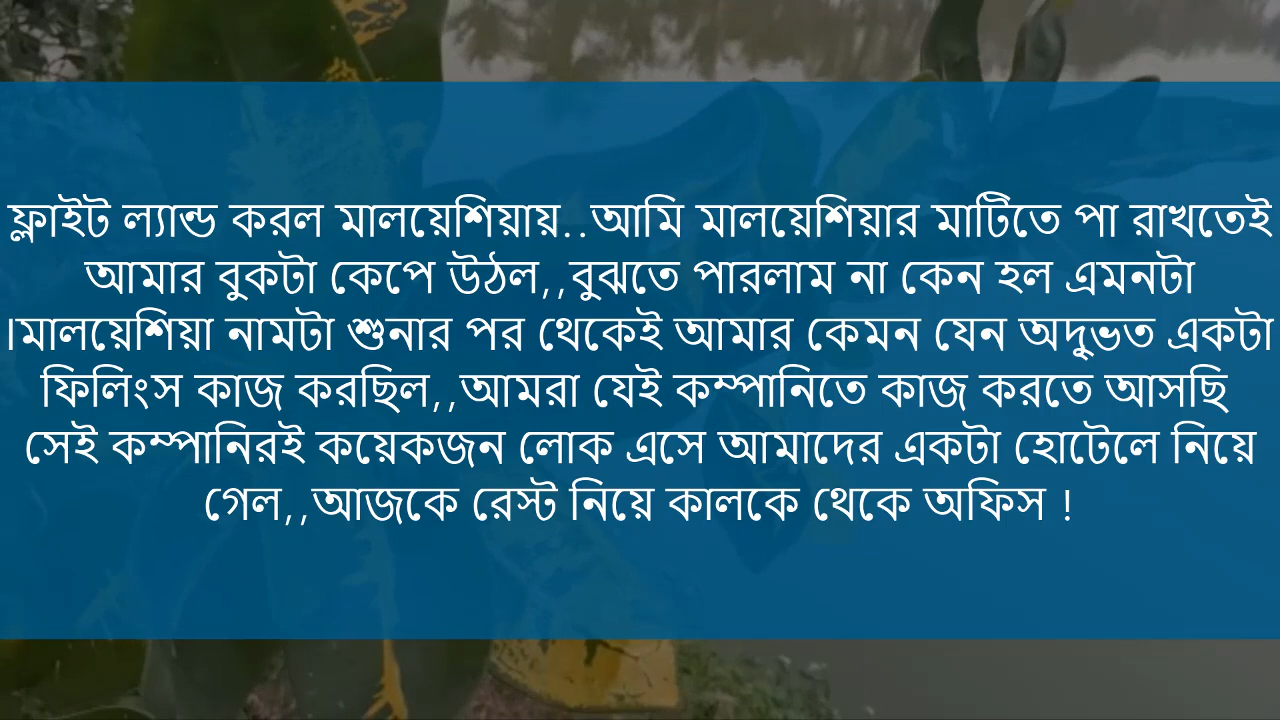 ফ্লাইট ল্যান্ড করল মালয়েশিয়ায়..আমি মালয়েশিয়ার মাটিতে পা রাখতেই
আমার বুকটা কেপে উঠল,,বুঝতে পারলাম না কেন হল এমনটা
।মালয়েশিয়া নামটা শুনার পর থেকেই আমার কেমন যেন অদ্ভুভত একটা
ফিলিংস কাজ করছিল,,আমরা যেই কম্পানিতে কাজ করতে আসছি
সেই কম্পানিরই কয়েকজন লোক এসে আমাদের একটা হোটেলে নিয়ে
গেল,,আজকে রেস্ট নিয়ে কালকে থেকে অফিস !